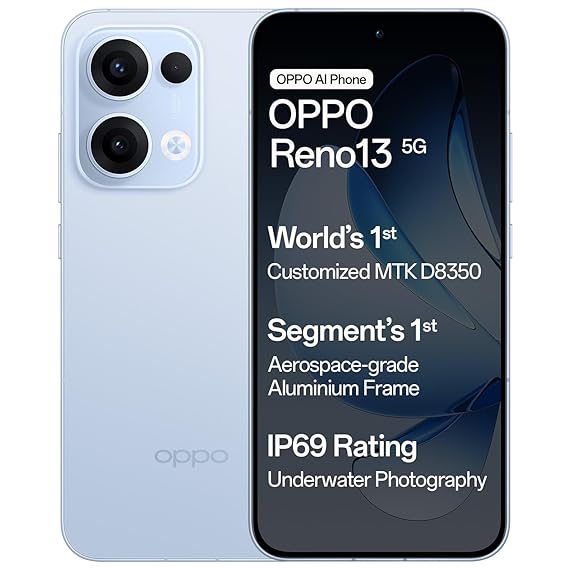 OPPO AI Phone
OPPO
Reno13 5G
World's 1st
Customized MTK D8350
Segment's 1st
Aerospace-grade
Aluminium Frame
IP69 Rating
Underwater Photography
oppo